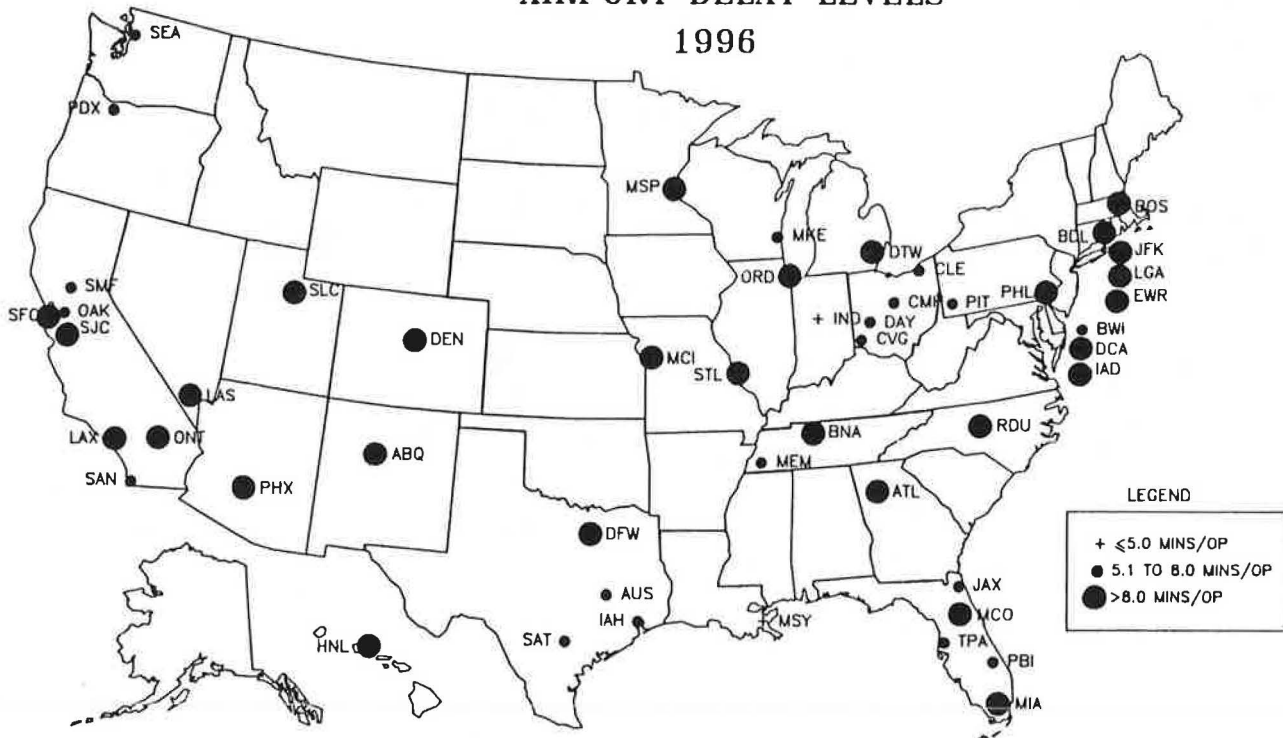 AIRPORT DELAY LEVELS
1996
SEA
PDX
MSP
BOS
MKE
BDL
DTW
JFK
CLE
ORD
LGA
SMF
SLC
CMH
PIT
PHL
EWR
SFO
OAK
IND
DAY
SJC
BWI
DEN
CVG
DCA
MCI
STL
IAD
LAS
RDU
BNA
LAX
ONT
ABQ
MEM
SAN
PHX
ATL
LEGEND
DFW
+ ≤5.0 MINS/OP
5.1 TO 8.0 MINS/OP
>8.0 MINS/OP
JAX
AUS
MCO
IAH
MSY
SAT
TPA
HNL
PBI
MIA